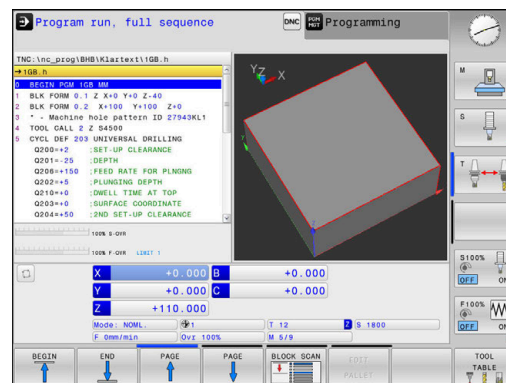 Program run, full sequence
DNC
PGM MGT
Programming
TNC:\nc_prog\BHB\Klartext\1GB.h
→1GB.h
0 BEGIN PGM 1GB MM
1 BLK FORM 0.1 Z X+0 Y+0 Z-40
2 BLK FORM 0.2 X+100 Y+100 Z+0
3 * - Machine hole pattern ID 27943KL1
4 TOOL CALL 2 Z S4500
5 CYCL DEF 203 UNIVERSAL DRILLING
Q200=+2 ;SET-UP CLEARANCE
Q201=-25 ;DEPTH
Q206=+150 ;FEED RATE FOR PLNGNG
Q202=+5 ;PLUNGING DEPTH
Q210=+0 ;DWELL TIME AT TOP
Q203=+0 ;SURFACE COORDINATE
Q204=+50 ;2ND SET-UP CLEARANCE
Y Z X
100% S-OVR
100% F-OVR LIMIT 1
X +0.000 B +0.000
Y +0.000 C +0.000
Z +110.000
Mode: NOML. 1 T 12 Z S 1800
F 0mm/min Ovr 100% M 5/9
M
S
T
S100%
OFF ON
F100%
OFF ON
BEGIN
END
PAGE
PAGE
BLOCK SCAN
EDIT PALLET
TOOL TABLE